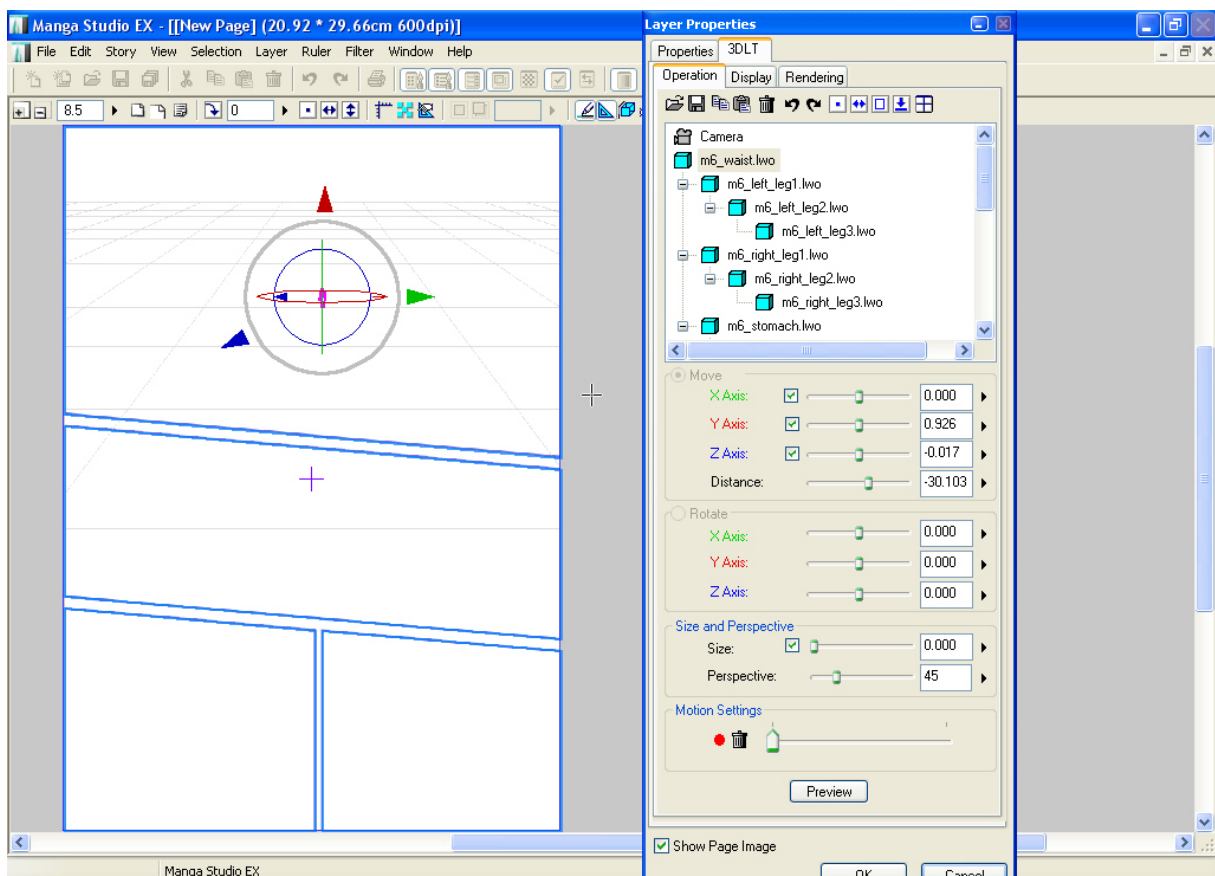 Manga Studio EX - [[New Page] (20.92 * 29.66cm 600dpi)]
File Edit Story View Selection Layer Ruler Filter Window Help
8.5 0
Layer Properties
Properties 3DLT
Operation Display Rendering
Camera
m6_waist.lwo
m6_left_leg1.lwo
m6_left_leg2.lwo
m6_left_leg3.lwo
m6_right_leg1.lwo
m6_right_leg2.lwo
m6_right_leg3.lwo
m6_stomach.lwo
Move
X Axis: 0.000
Y Axis: 0.926
Z Axis: -0.017
Distance: -30.103
Rotate
X Axis: 0.000
Y Axis: 0.000
Z Axis: 0.000
Size and Perspective
Size: 0.000
Perspective: 45
Motion Settings
Preview
Show Page Image
OK Cancel
Manga Studio EX